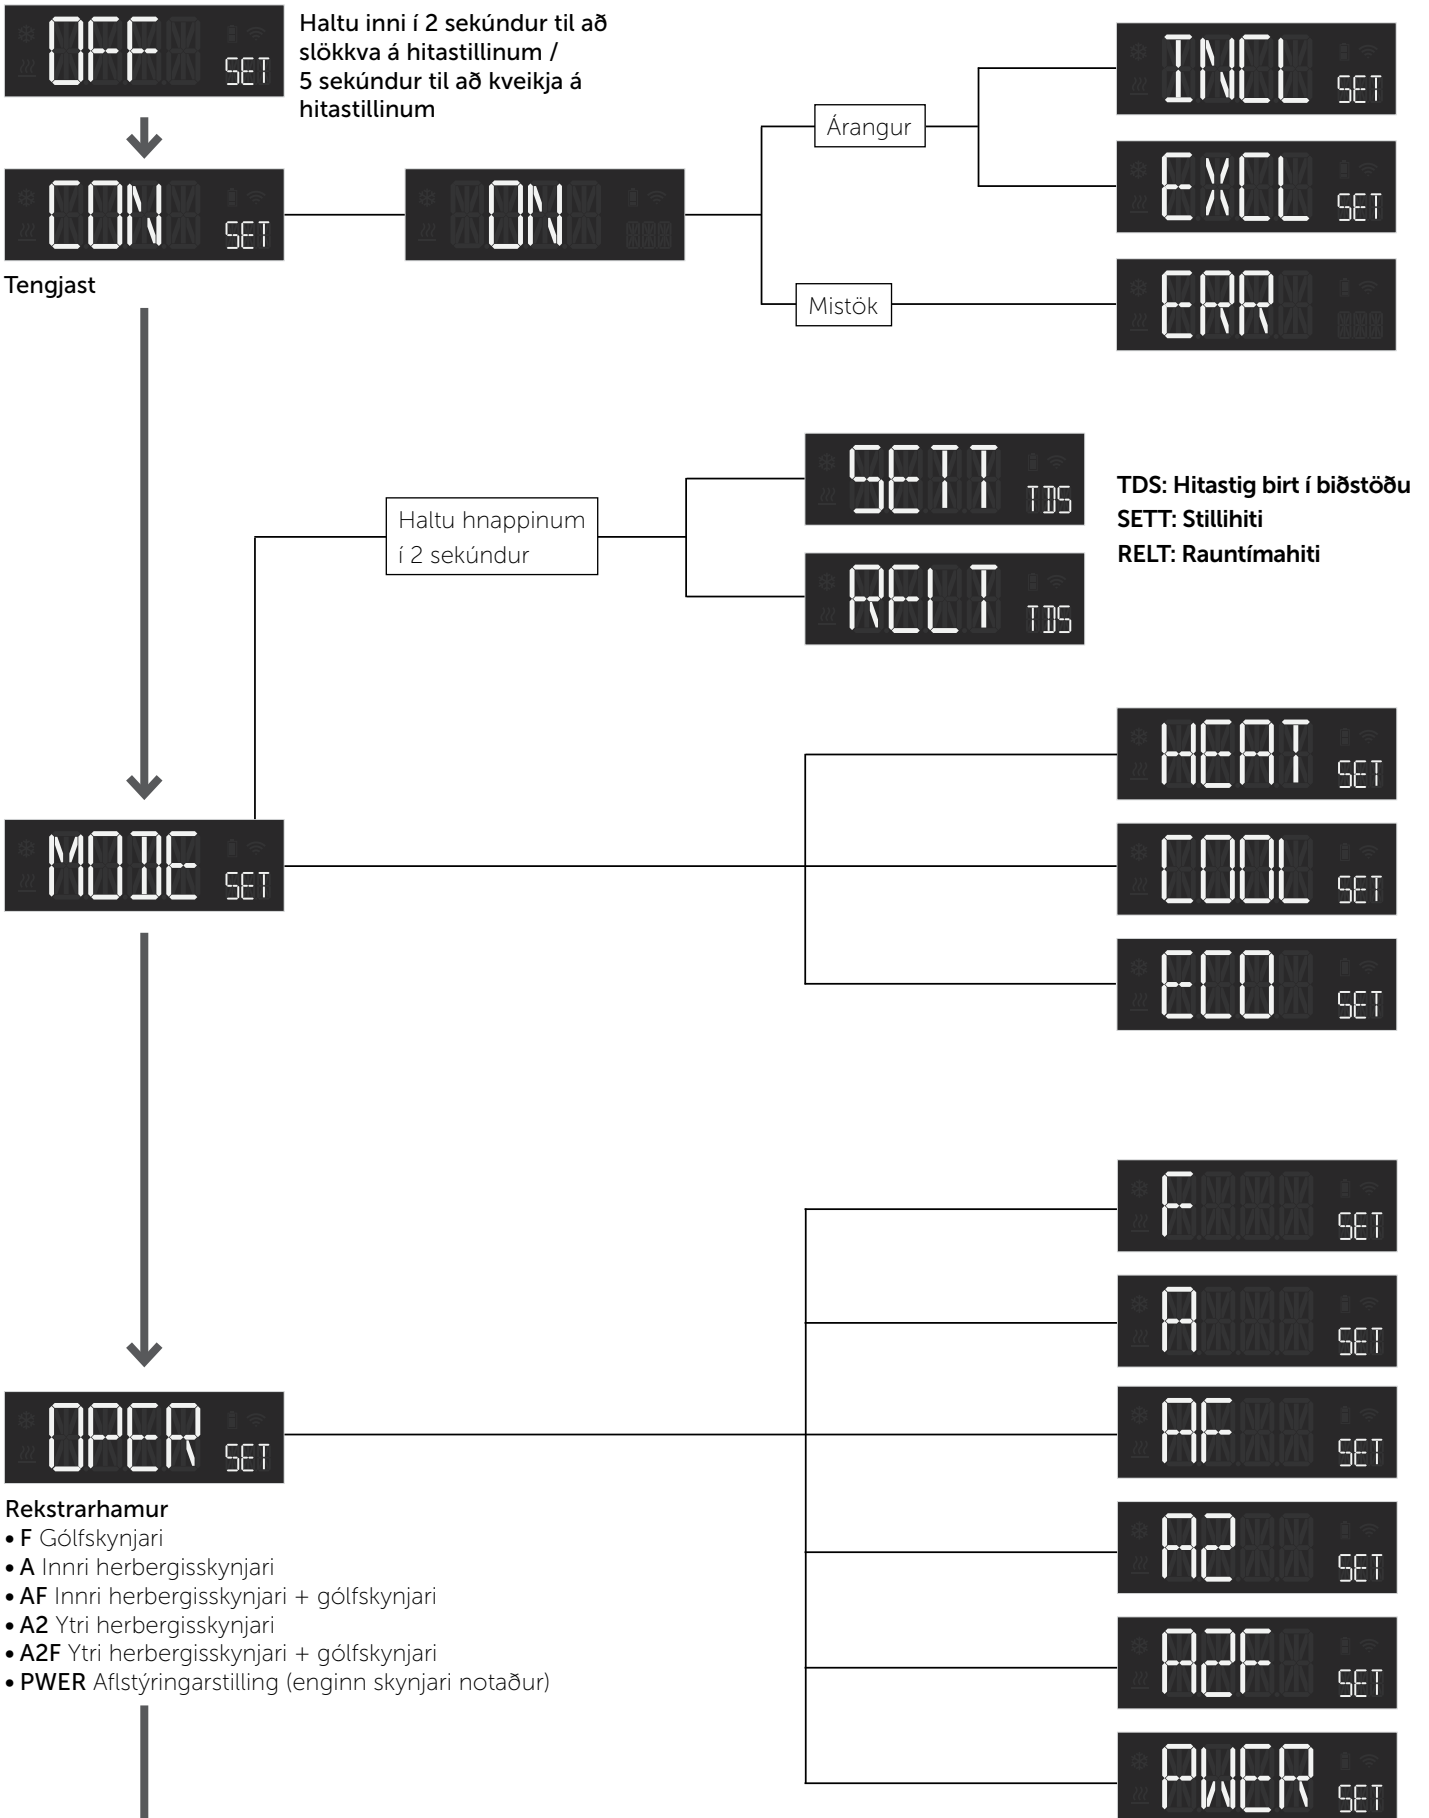 OFF SET
Haltu inni í 2 sekúndur til að
slökkva á hitastillinum /
5 sekúndur til að kveikja á
hitastillinum
CON SET
Tengjast
ON
Árangur
INCL SET
EXCL SET
Mistök
ERR
Haltu hnappinum
í 2 sekúndur
SETT TDS
RELT TDS
TDS: Hitastig birt í biðstöðu
SETT: Stillihiti
RELT: Rauntímahiti
MODE SET
HEAT SET
COOL SET
ECO SET
OPER SET
Rekstrarhamur
• F Gólfskynjari
• A Innri herbergisskynjari
• AF Innri herbergisskynjari + gólfskynjari
• A2 Ytri herbergisskynjari
• A2F Ytri herbergisskynjari + gólfskynjari
• PWER Aflstýringarstilling (enginn skynjari notaður)
F SET
A SET
AF SET
A2 SET
A2F SET
PWER SET